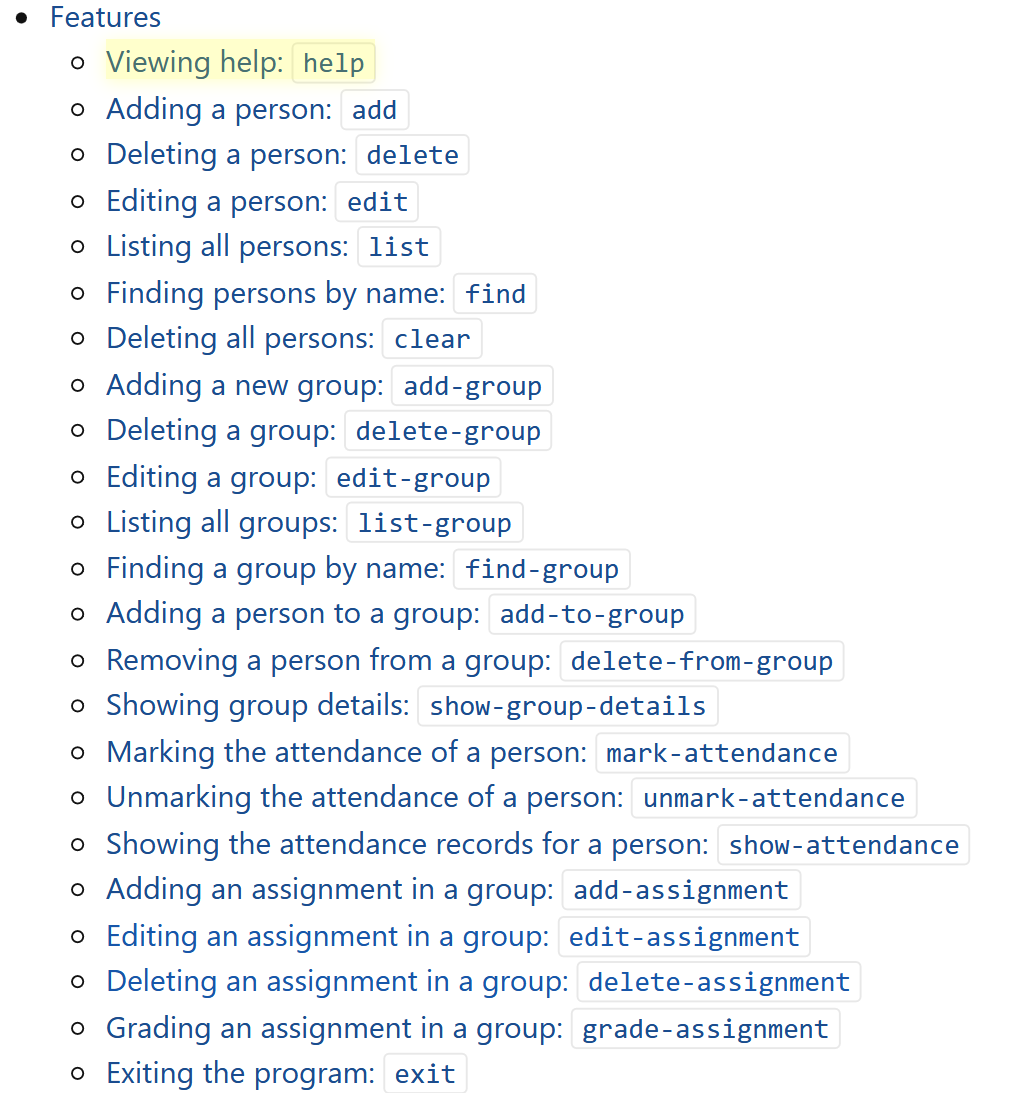 Features
Viewing help: help
Adding a person: add
Deleting a person: delete
Editing a person: edit
Listing all persons: list
Finding persons by name: find
Deleting all persons: clear
Adding a new group: add-group
Deleting a group: delete-group
Editing a group: edit-group
Listing all groups: list-group
Finding a group by name: find-group
Adding a person to a group: add-to-group
Removing a person from a group: delete-from-group
Showing group details: show-group-details
Marking the attendance of a person: mark-attendance
Unmarking the attendance of a person: unmark-attendance
Showing the attendance records for a person: show-attendance
Adding an assignment in a group: add-assignment
Editing an assignment in a group: edit-assignment
Deleting an assignment in a group: delete-assignment
Grading an assignment in a group: grade-assignment
Exiting the program: exit